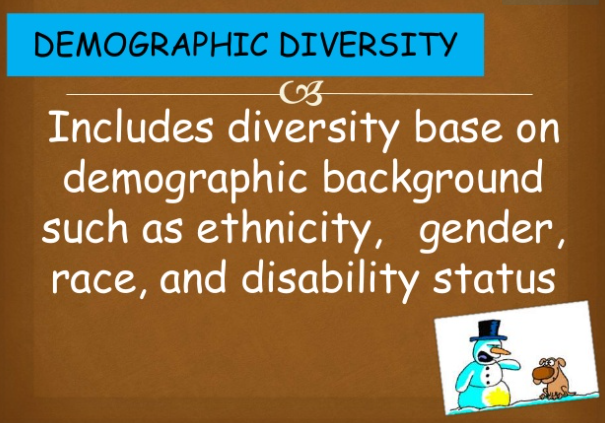 DEMOGRAPHIC DIVERSITY
Includes diversity base on
demographic background
such as ethnicity, gender,
race, and disability status